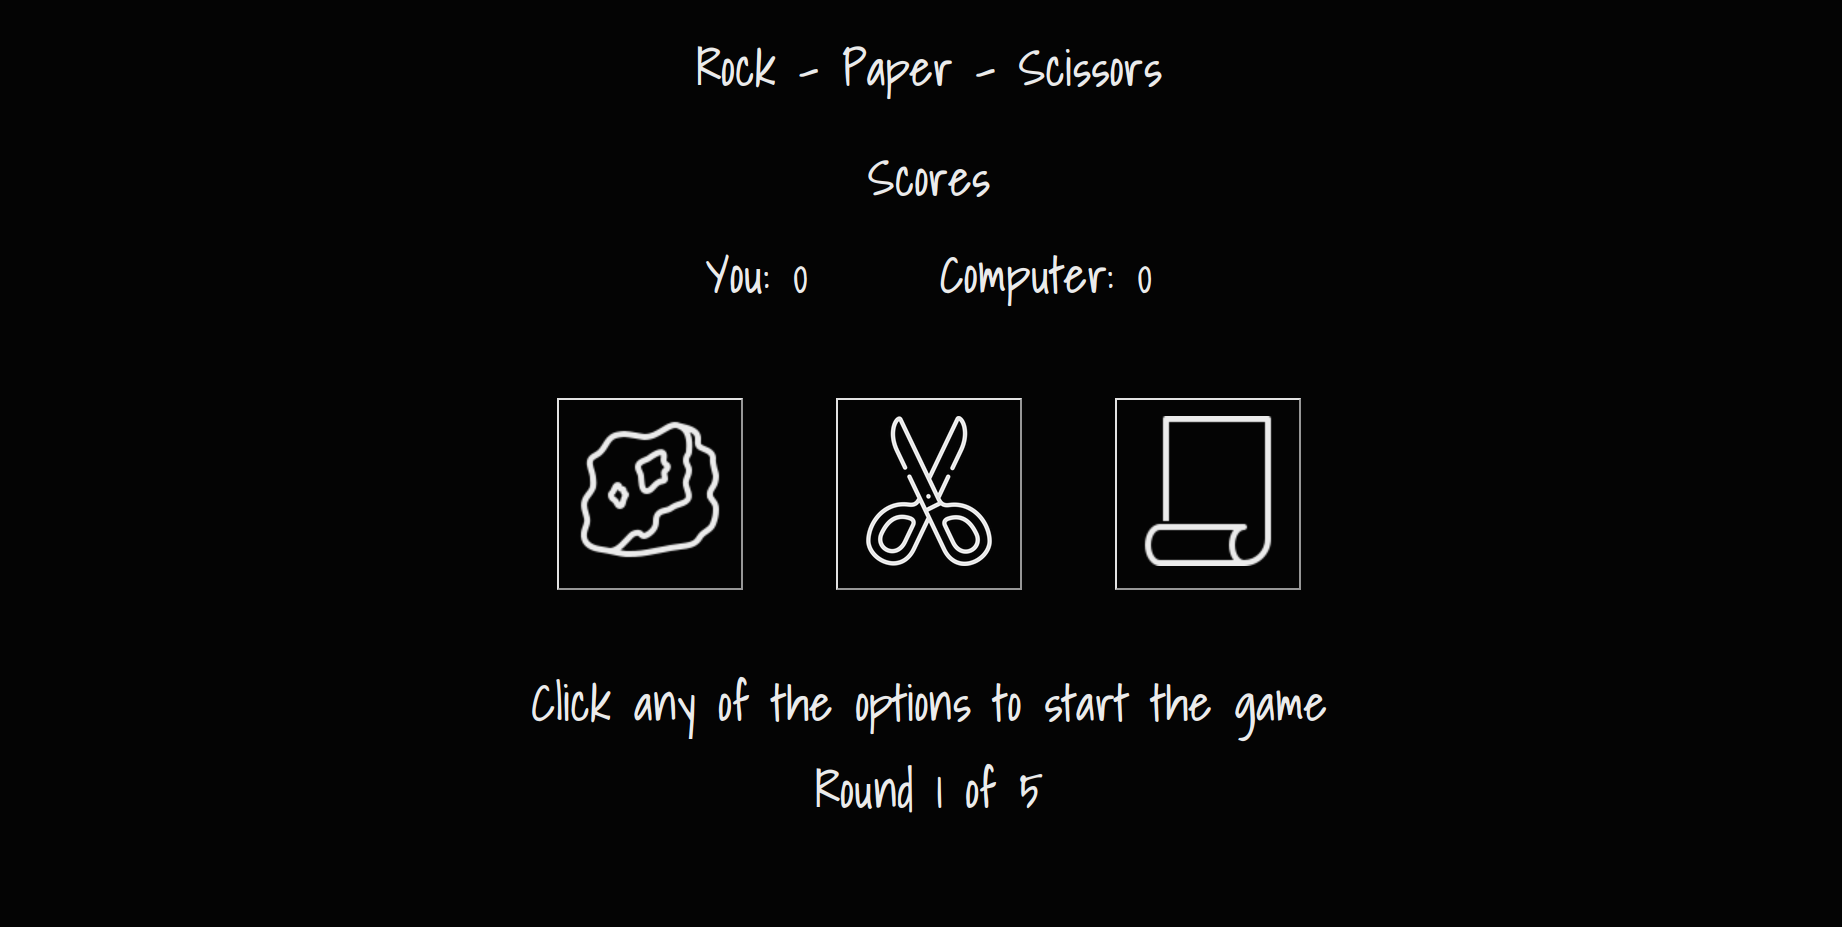 Rock - Paper - Scissors
Scores
You: 0 Computer: 0
Click any of the options to start the game
Round 1 of 5